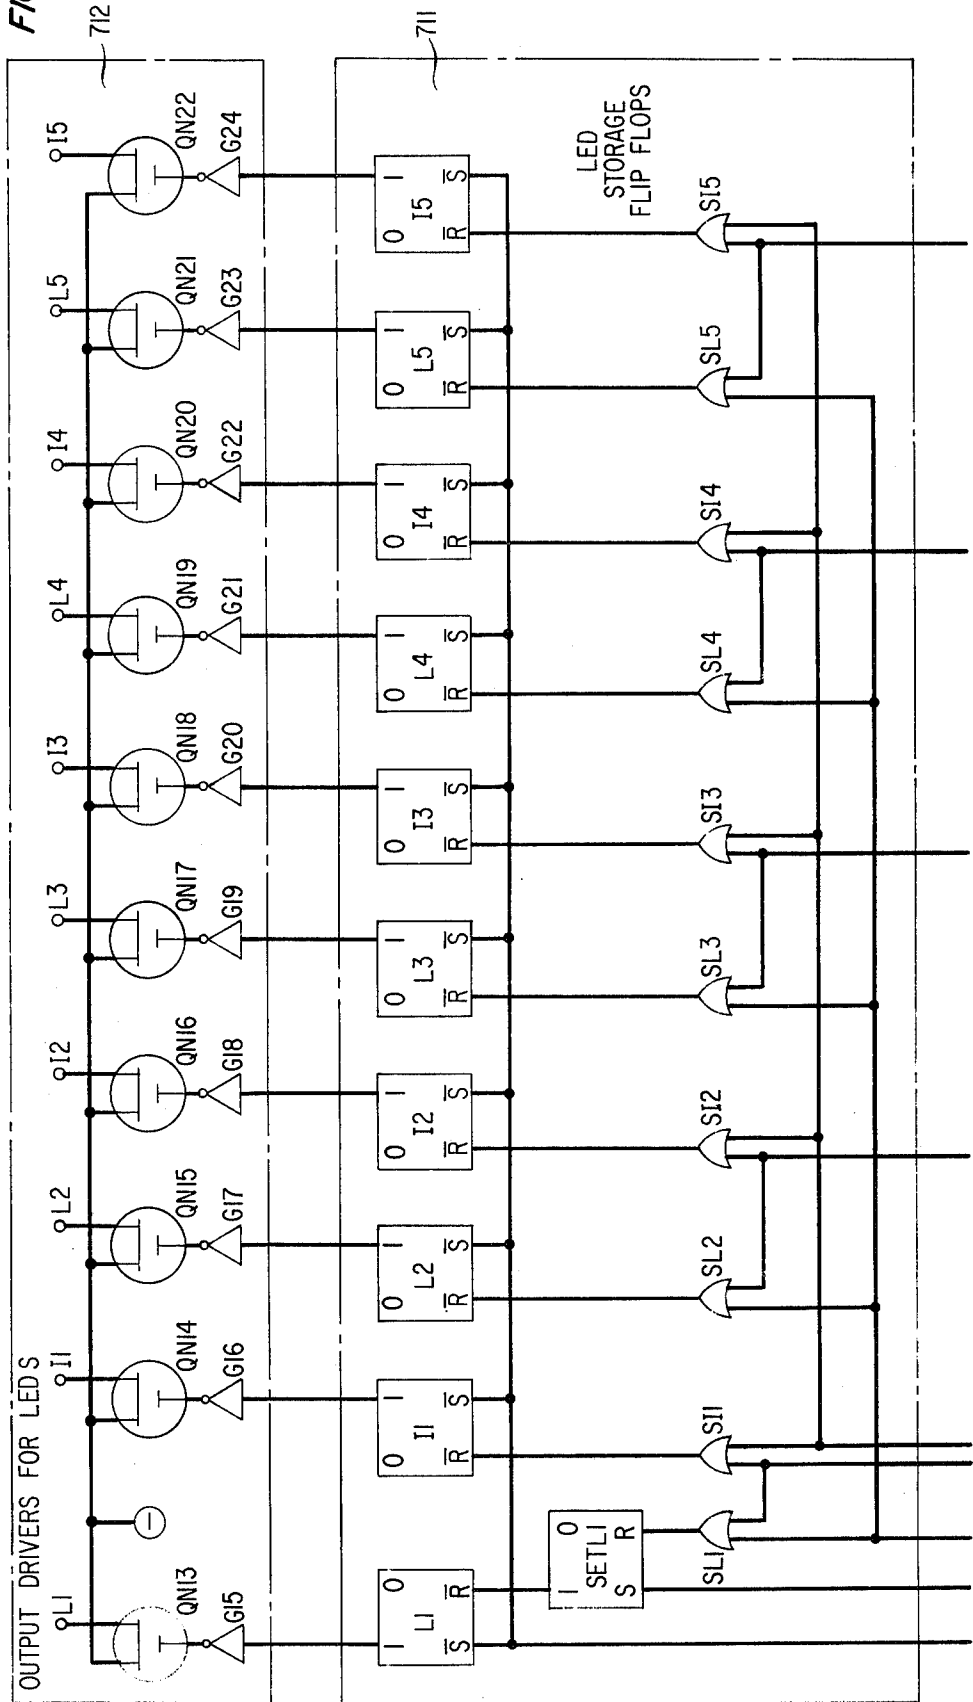 FIG
712
711
OUTPUT DRIVERS FOR LEDS
L1 I1 L2 I2 L3 I3 L4 I4 L5 I5
QN13 QN14 QN15 QN16 QN17 QN18 QN19 QN20 QN21 QN22
G15 G16 G17 G18 G19 G20 G21 G22 G23 G24
1 0 0 1 0 1 0 1 0 1 0 1 0 1 0 1 0 1 0 1
L1 I1 L2 I2 L3 I3 L4 I4 L5 I5
S̅ R̅ R̅ S̅ R̅ S̅ R̅ S̅ R̅ S̅ R̅ S̅ R̅ S̅ R̅ S̅ R̅ S̅ R̅ S̅
LED
STORAGE
FLIP FLOPS
1 0
SETL1
S R
SL1 SI1 SL2 SI2 SL3 SI3 SL4 SI4 SL5 SI5